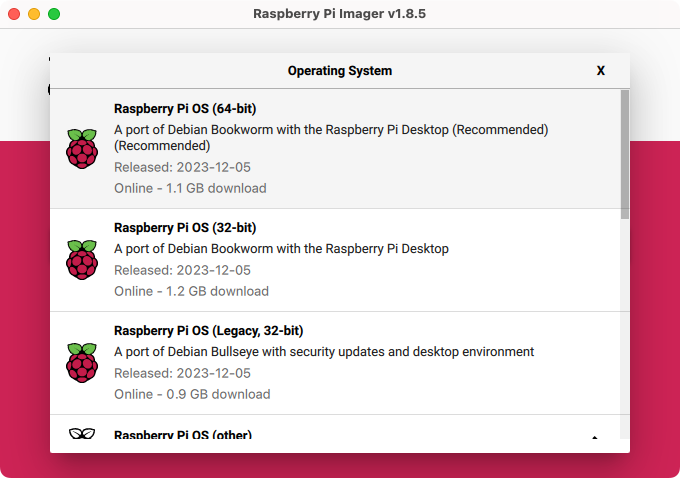 Raspberry Pi Imager v1.8.5
Operating System
X
Raspberry Pi OS (64-bit)
A port of Debian Bookworm with the Raspberry Pi Desktop (Recommended)
(Recommended)
Released: 2023-12-05
Online - 1.1 GB download
Raspberry Pi OS (32-bit)
A port of Debian Bookworm with the Raspberry Pi Desktop
Released: 2023-12-05
Online - 1.2 GB download
Raspberry Pi OS (Legacy, 32-bit)
A port of Debian Bullseye with security updates and desktop environment
Released: 2023-12-05
Online - 0.9 GB download
Raspberry Pi OS (other)